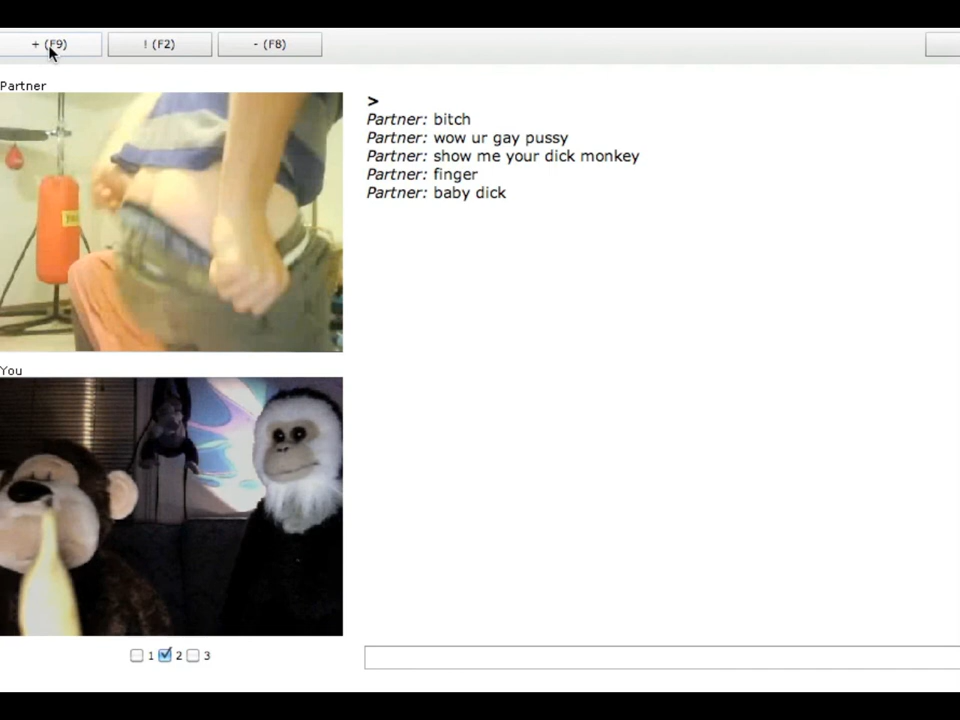 + (F9)
! (F2)
- (F8)
Partner
>
Partner: bitch
Partner: wow ur gay pussy
Partner: show me your dick monkey
Partner: finger
Partner: baby dick
You
1 2 3